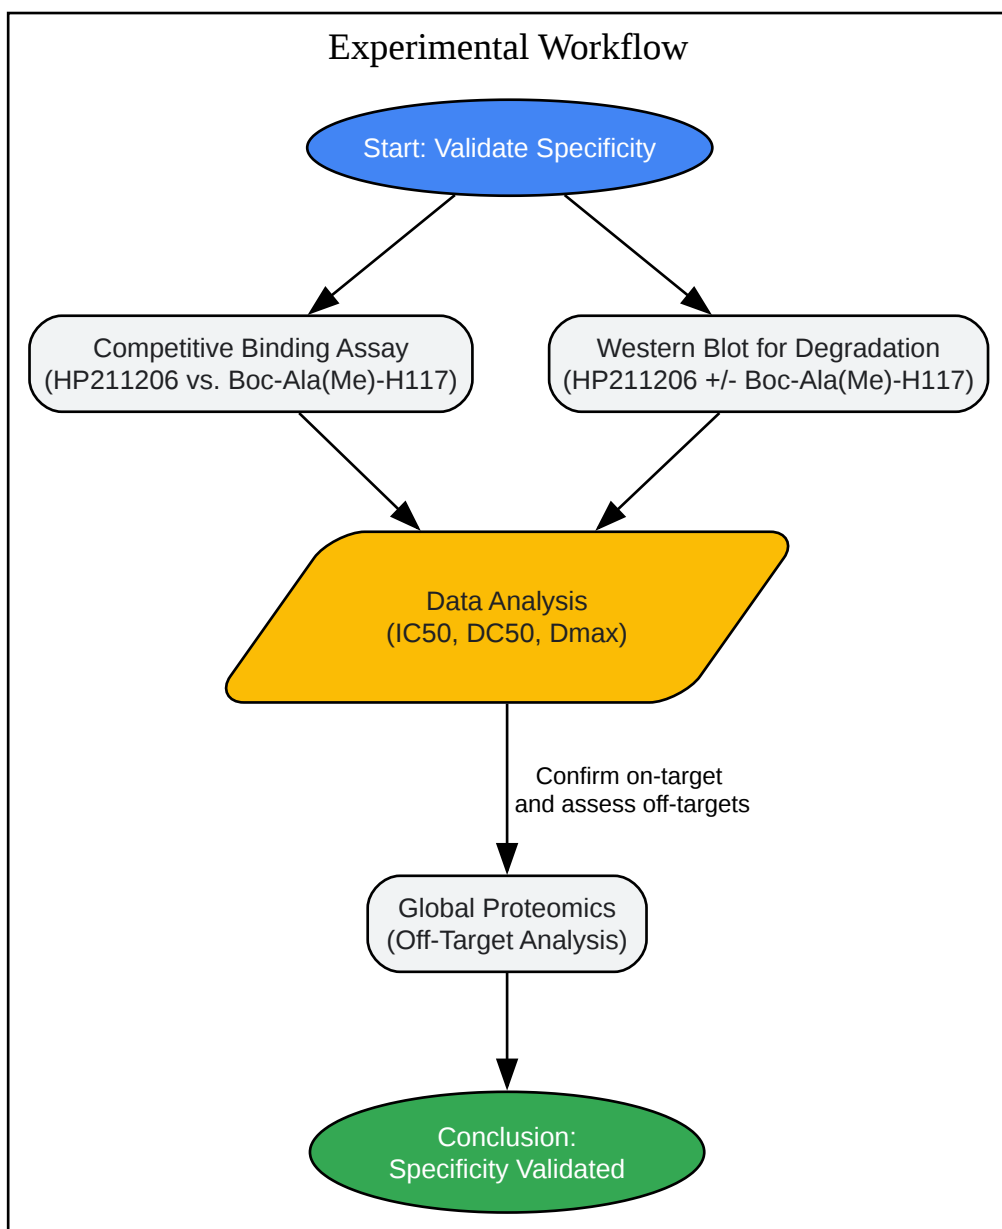 Experimental Workflow
Start: Validate Specificity
Competitive Binding Assay
(HP211206 vs. Boc-Ala(Me)-H117)
Western Blot for Degradation
(HP211206 +/- Boc-Ala(Me)-H117)
Data Analysis
(IC50, DC50, Dmax)
Confirm on-target
and assess off-targets
Global Proteomics
(Off-Target Analysis)
Conclusion:
Specificity Validated